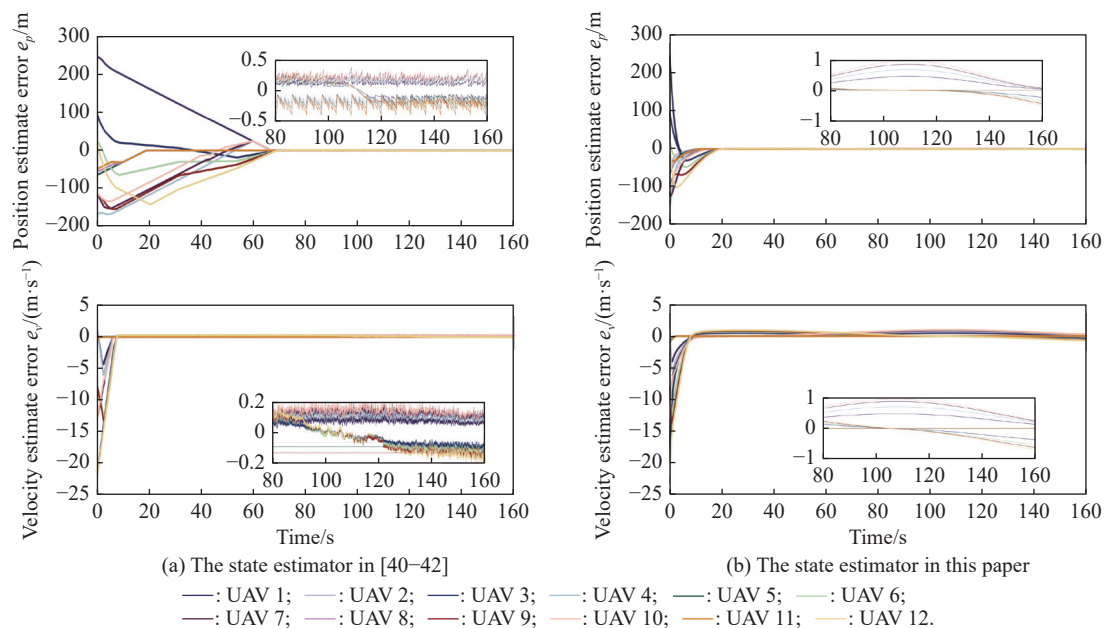 Position estimate error e_p/m
300
200
100
0
−100
−200
0 20 40 60 80 100 120 140 160
0.5
0
−0.5
80 100 120 140 160
Velocity estimate error e_v/(m·s⁻¹)
5
0
−5
−10
−15
−20
−25
0 20 40 60 80 100 120 140 160
0.2
0
−0.2
80 100 120 140 160
Time/s
(a) The state estimator in [40−42]
Position estimate error e_p/m
300
200
100
0
−100
−200
0 20 40 60 80 100 120 140 160
1
0
−1
80 100 120 140 160
Velocity estimate error e_v/(m·s⁻¹)
5
0
−5
−10
−15
−20
−25
0 20 40 60 80 100 120 140 160
1
0
−1
80 100 120 140 160
Time/s
(b) The state estimator in this paper
: UAV 1; : UAV 2; : UAV 3; : UAV 4; : UAV 5; : UAV 6;
: UAV 7; : UAV 8; : UAV 9; : UAV 10; : UAV 11; : UAV 12.